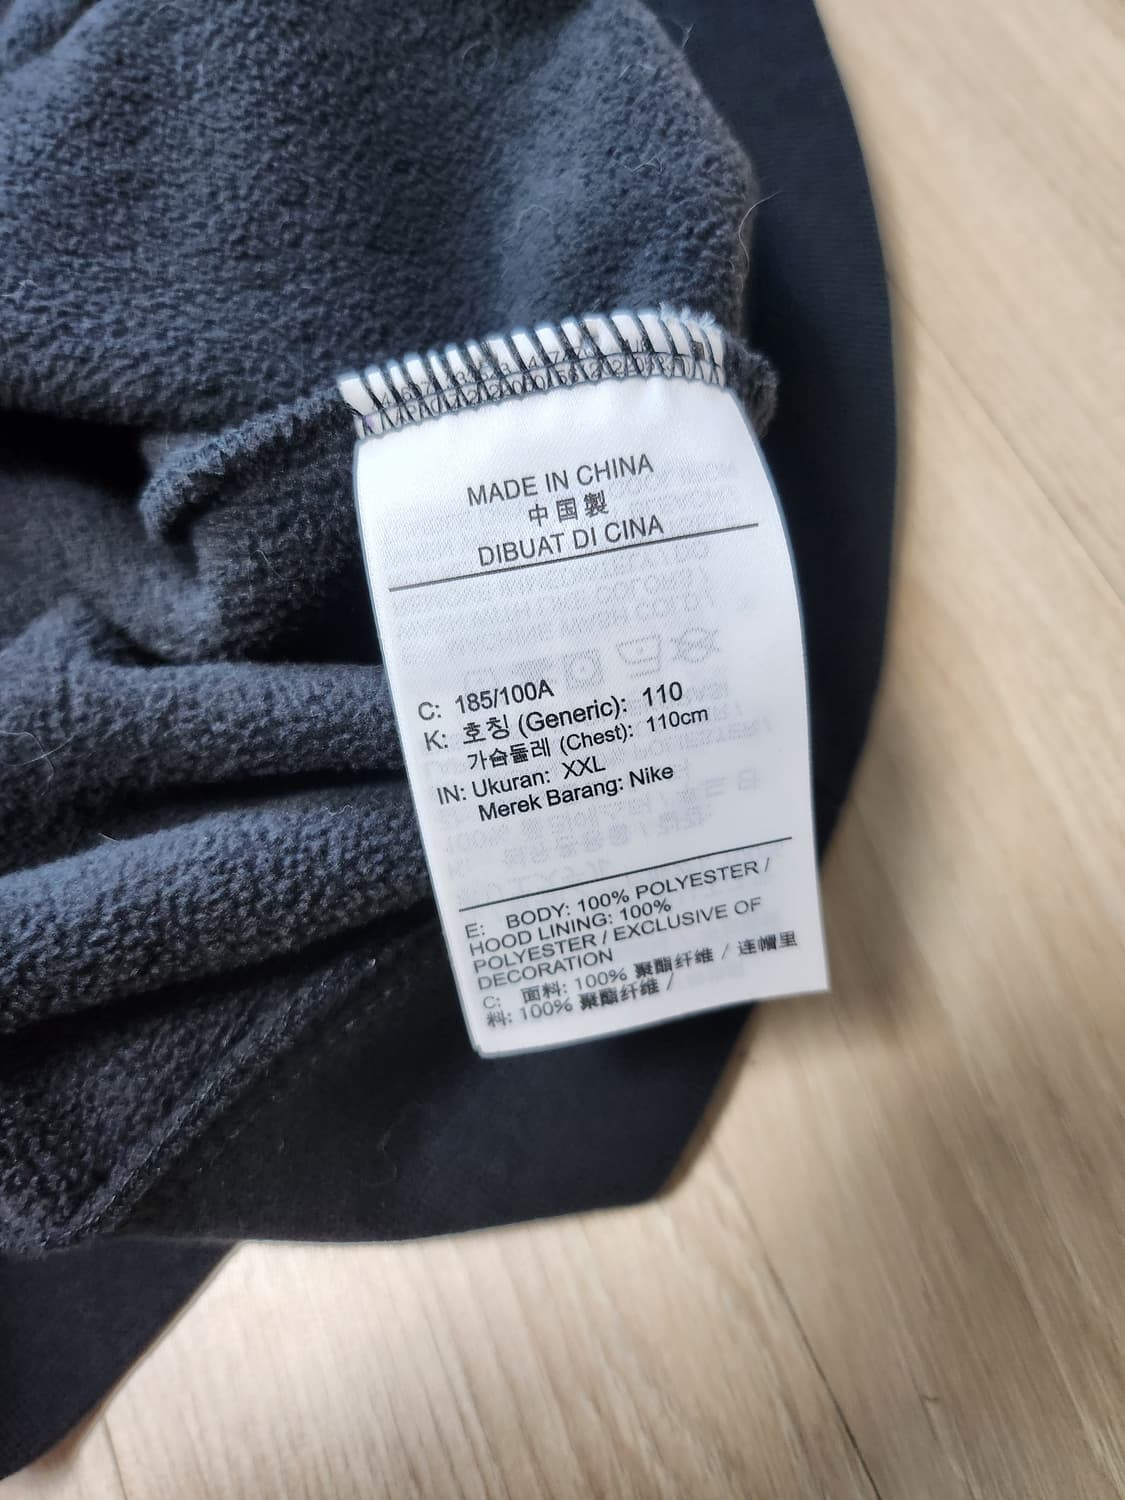 MADE IN CHINA
中国製
DIBUAT DI CINA
C: 185/100A
K: 호칭 (Generic): 110
가슴둘레 (Chest): 110cm
IN: Ukuran: XXL
Merek Barang: Nike
E: BODY: 100% POLYESTER /
HOOD LINING: 100%
POLYESTER / EXCLUSIVE OF
DECORATION
C: 面料: 100% 聚酯纤维 / 连帽里
料: 100% 聚酯纤维 /